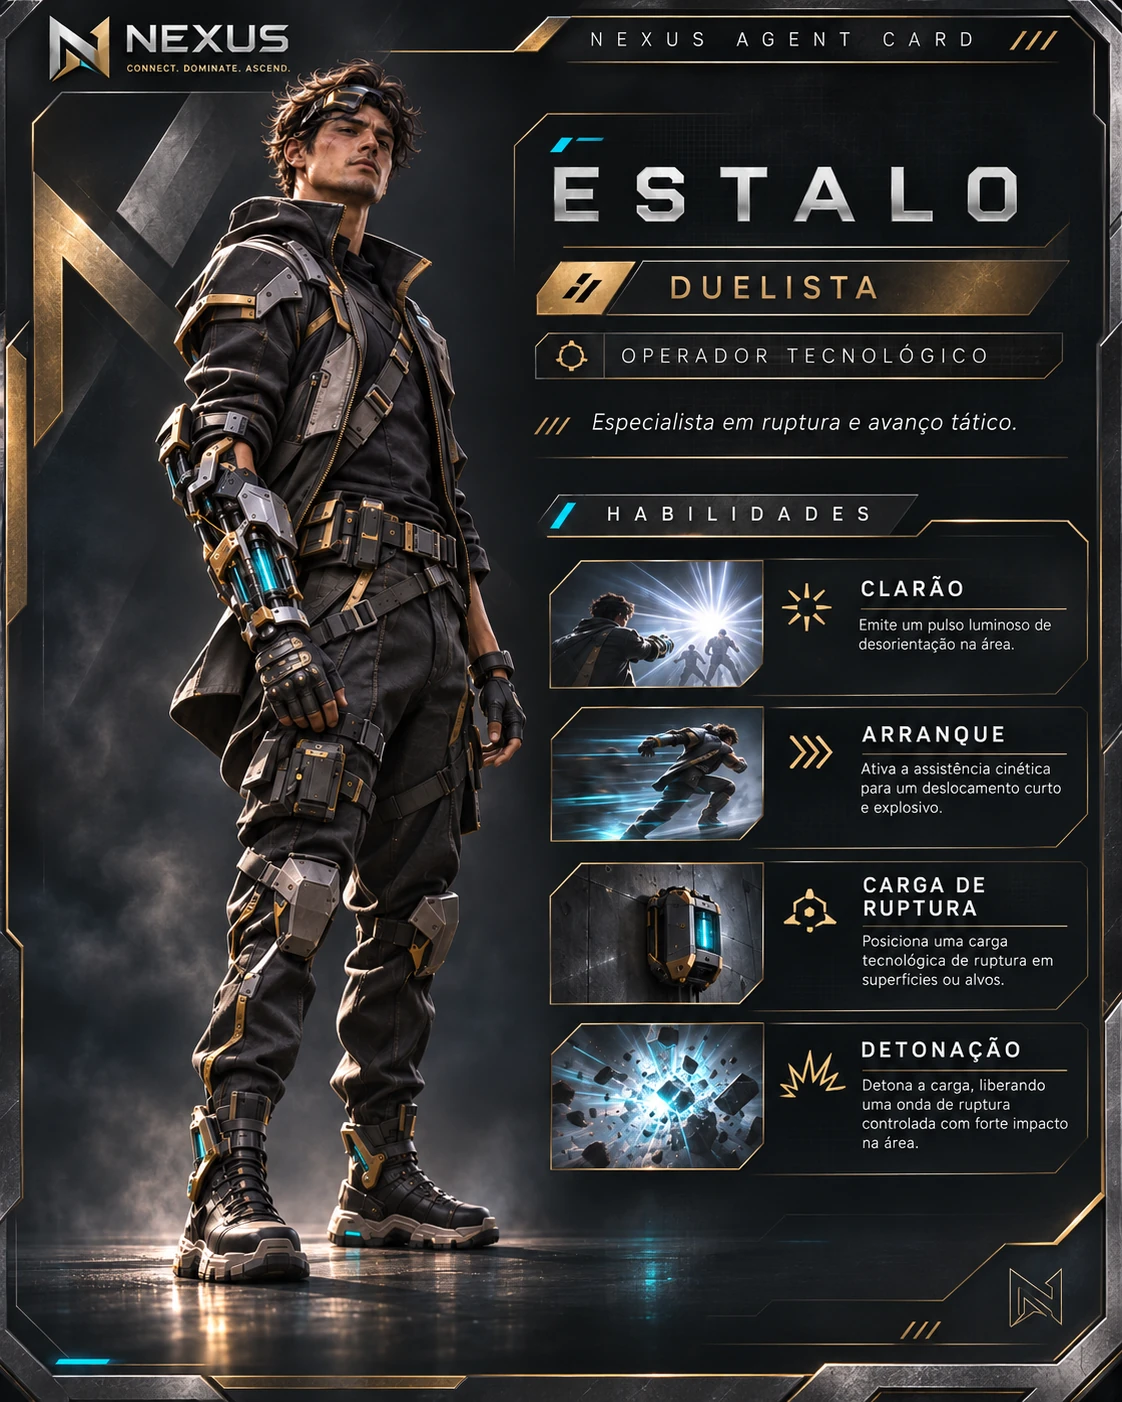 NEXUS
CONNECT. DOMINATE. ASCEND.
NEXUS AGENT CARD
ESTALO
DUELISTA
OPERADOR TECNOLÓGICO
Especialista em ruptura e avanço tático.
HABILIDADES
CLARÃO
Emite um pulso luminoso de
desorientação na área.
ARRANQUE
Ativa a assistência cinética
para um deslocamento curto
e explosivo.
CARGA DE
RUPTURA
Posiciona uma carga
tecnológica de ruptura em
superfícies ou alvos.
DETONAÇÃO
Detona a carga, liberando
uma onda de ruptura
controlada com forte impacto
na área.